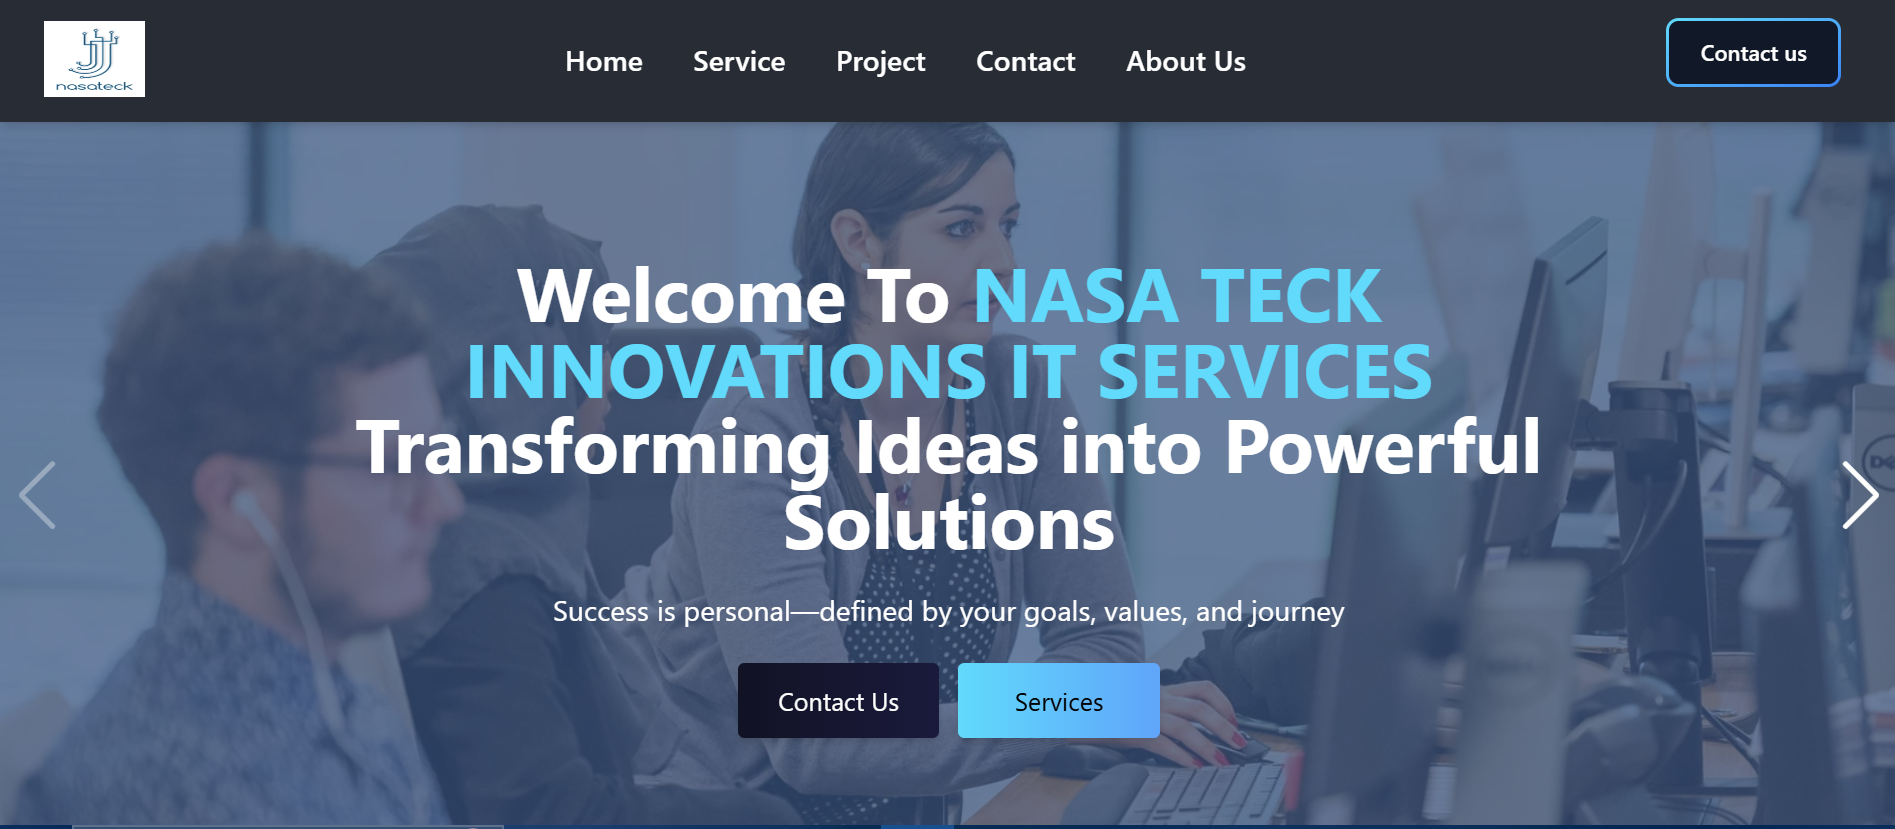 nasateck
Home Service Project Contact About Us
Contact us
Welcome To NASA TECK
INNOVATIONS IT SERVICES
Transforming Ideas into Powerful
Solutions
Success is personal—defined by your goals, values, and journey
Contact Us
Services